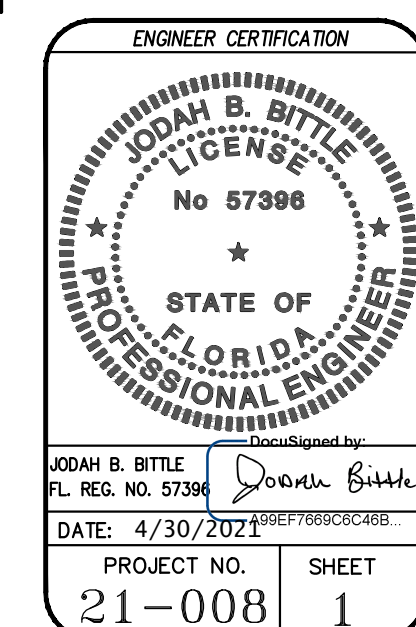 ENGINEER CERTIFICATION
JODAH B. BITTLE
LICENSE
No 57396
STATE OF
FLORIDA
PROFESSIONAL ENGINEER
DocuSigned by:
JODAH B. BITTLE
Jodah Bittle
FL. REG. NO. 57396
A99EF7669C6C46B...
DATE: 4/30/2021
PROJECT NO.
SHEET
21-008
1